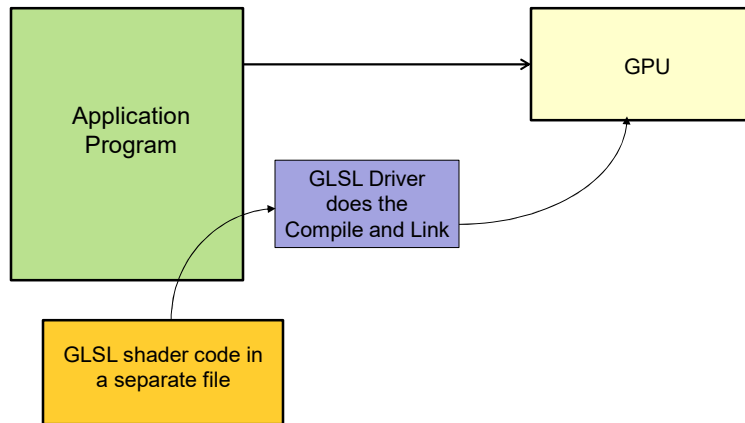 Application
Program
GPU
GLSL Driver
does the
Compile and Link
GLSL shader code in
a separate file